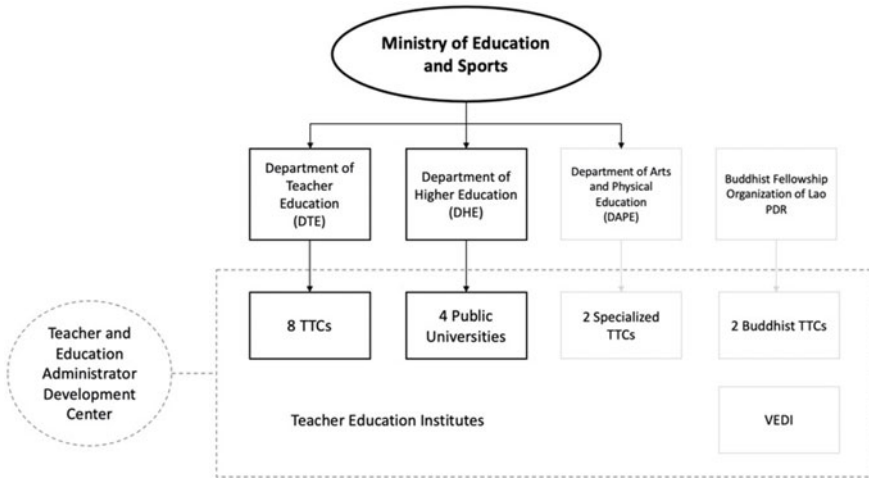 Ministry of Education
and Sports
Department of
Teacher
Education
(DTE)
Department of
Higher Education
(DHE)
Department of Arts
and Physical
Education
(DAPE)
Buddhist Fellowship
Organization of Lao
PDR
8 TTCs
4 Public
Universities
2 Specialized
TTCs
2 Buddhist TTCs
Teacher and
Education
Administrator
Development
Center
Teacher Education Institutes
VEDI